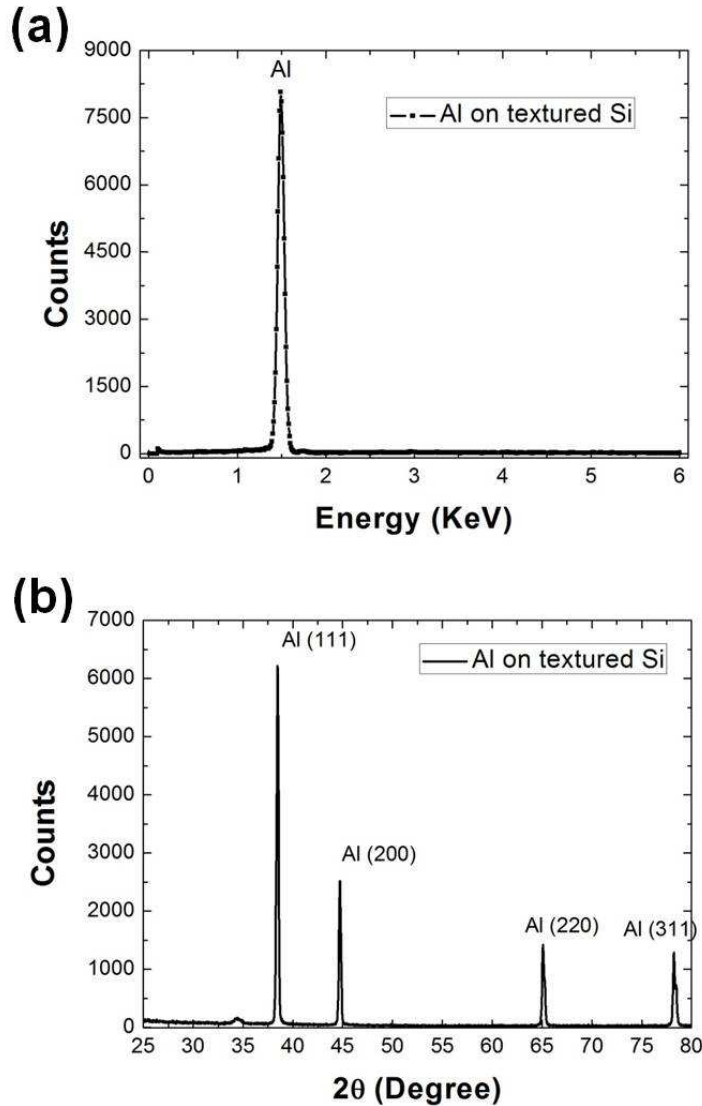 (a)
9000
7500
6000
4500
3000
1500
0
Al
Al on textured Si
Counts
0 1 2 3 4 5 6
Energy (KeV)
(b)
7000
6000
5000
4000
3000
2000
1000
0
Al (111)
Al on textured Si
Al (200)
Al (220)
Al (311)
Counts
25 30 35 40 45 50 55 60 65 70 75 80
2θ (Degree)